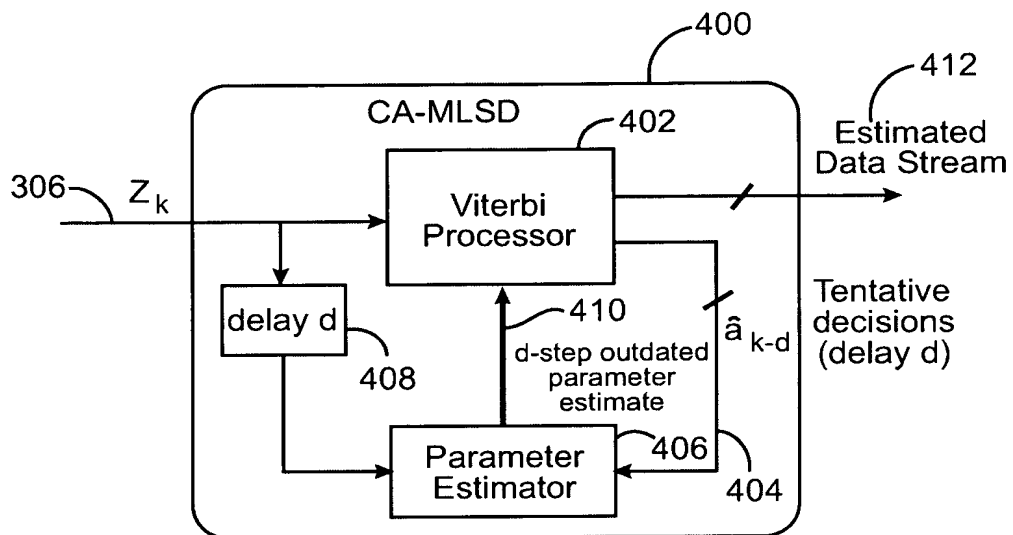 400
412
CA-MLSD
402
Estimated
Data Stream
306
Z k
Viterbi
Processor
delay d
408
410
â k-d
Tentative
decisions
(delay d)
d-step outdated
parameter
estimate
Parameter
Estimator
406
404